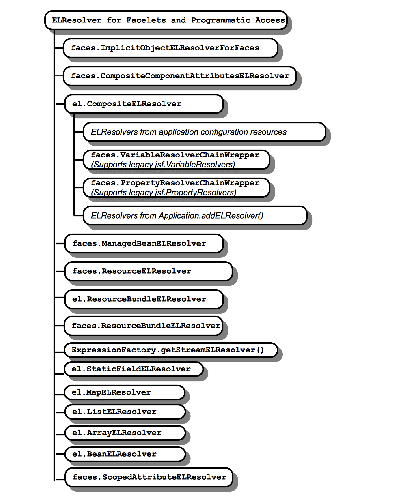 ELResolver for Facelets and Programmatic Access
faces.ImplicitObjectELResolverForFaces
faces.CompositeComponentAttributesELResolver
el.CompositeELResolver
ELResolvers from application configuration resources
faces.VariableResolverChainWrapper
(Supports legacy jsf.VariableResolvers)
faces.PropertyResolverChainWrapper
(Supports legacy jsf.PropertyResolvers)
ELResolvers from Application.addELResolver()
faces.ManagedBeanELResolver
faces.ResourceELResolver
el.ResourceBundleELResolver
faces.ResourceBundleELResolver
ExpressionFactory.getStreamELResolver()
el.StaticFieldELResolver
el.MapELResolver
el.ListELResolver
el.ArrayELResolver
el.BeanELResolver
faces.ScopedAttributeELResolver